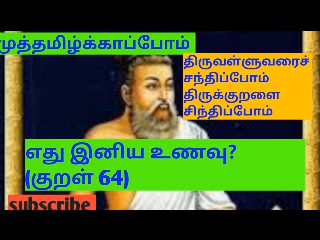 முத்தமிழ்க்காப்போம்
திருவள்ளுவரைச்
சந்திப்போம்
திருக்குறளை
சிந்திப்போம்
எது இனிய உணவு?
(குறள் 64)
subscribe